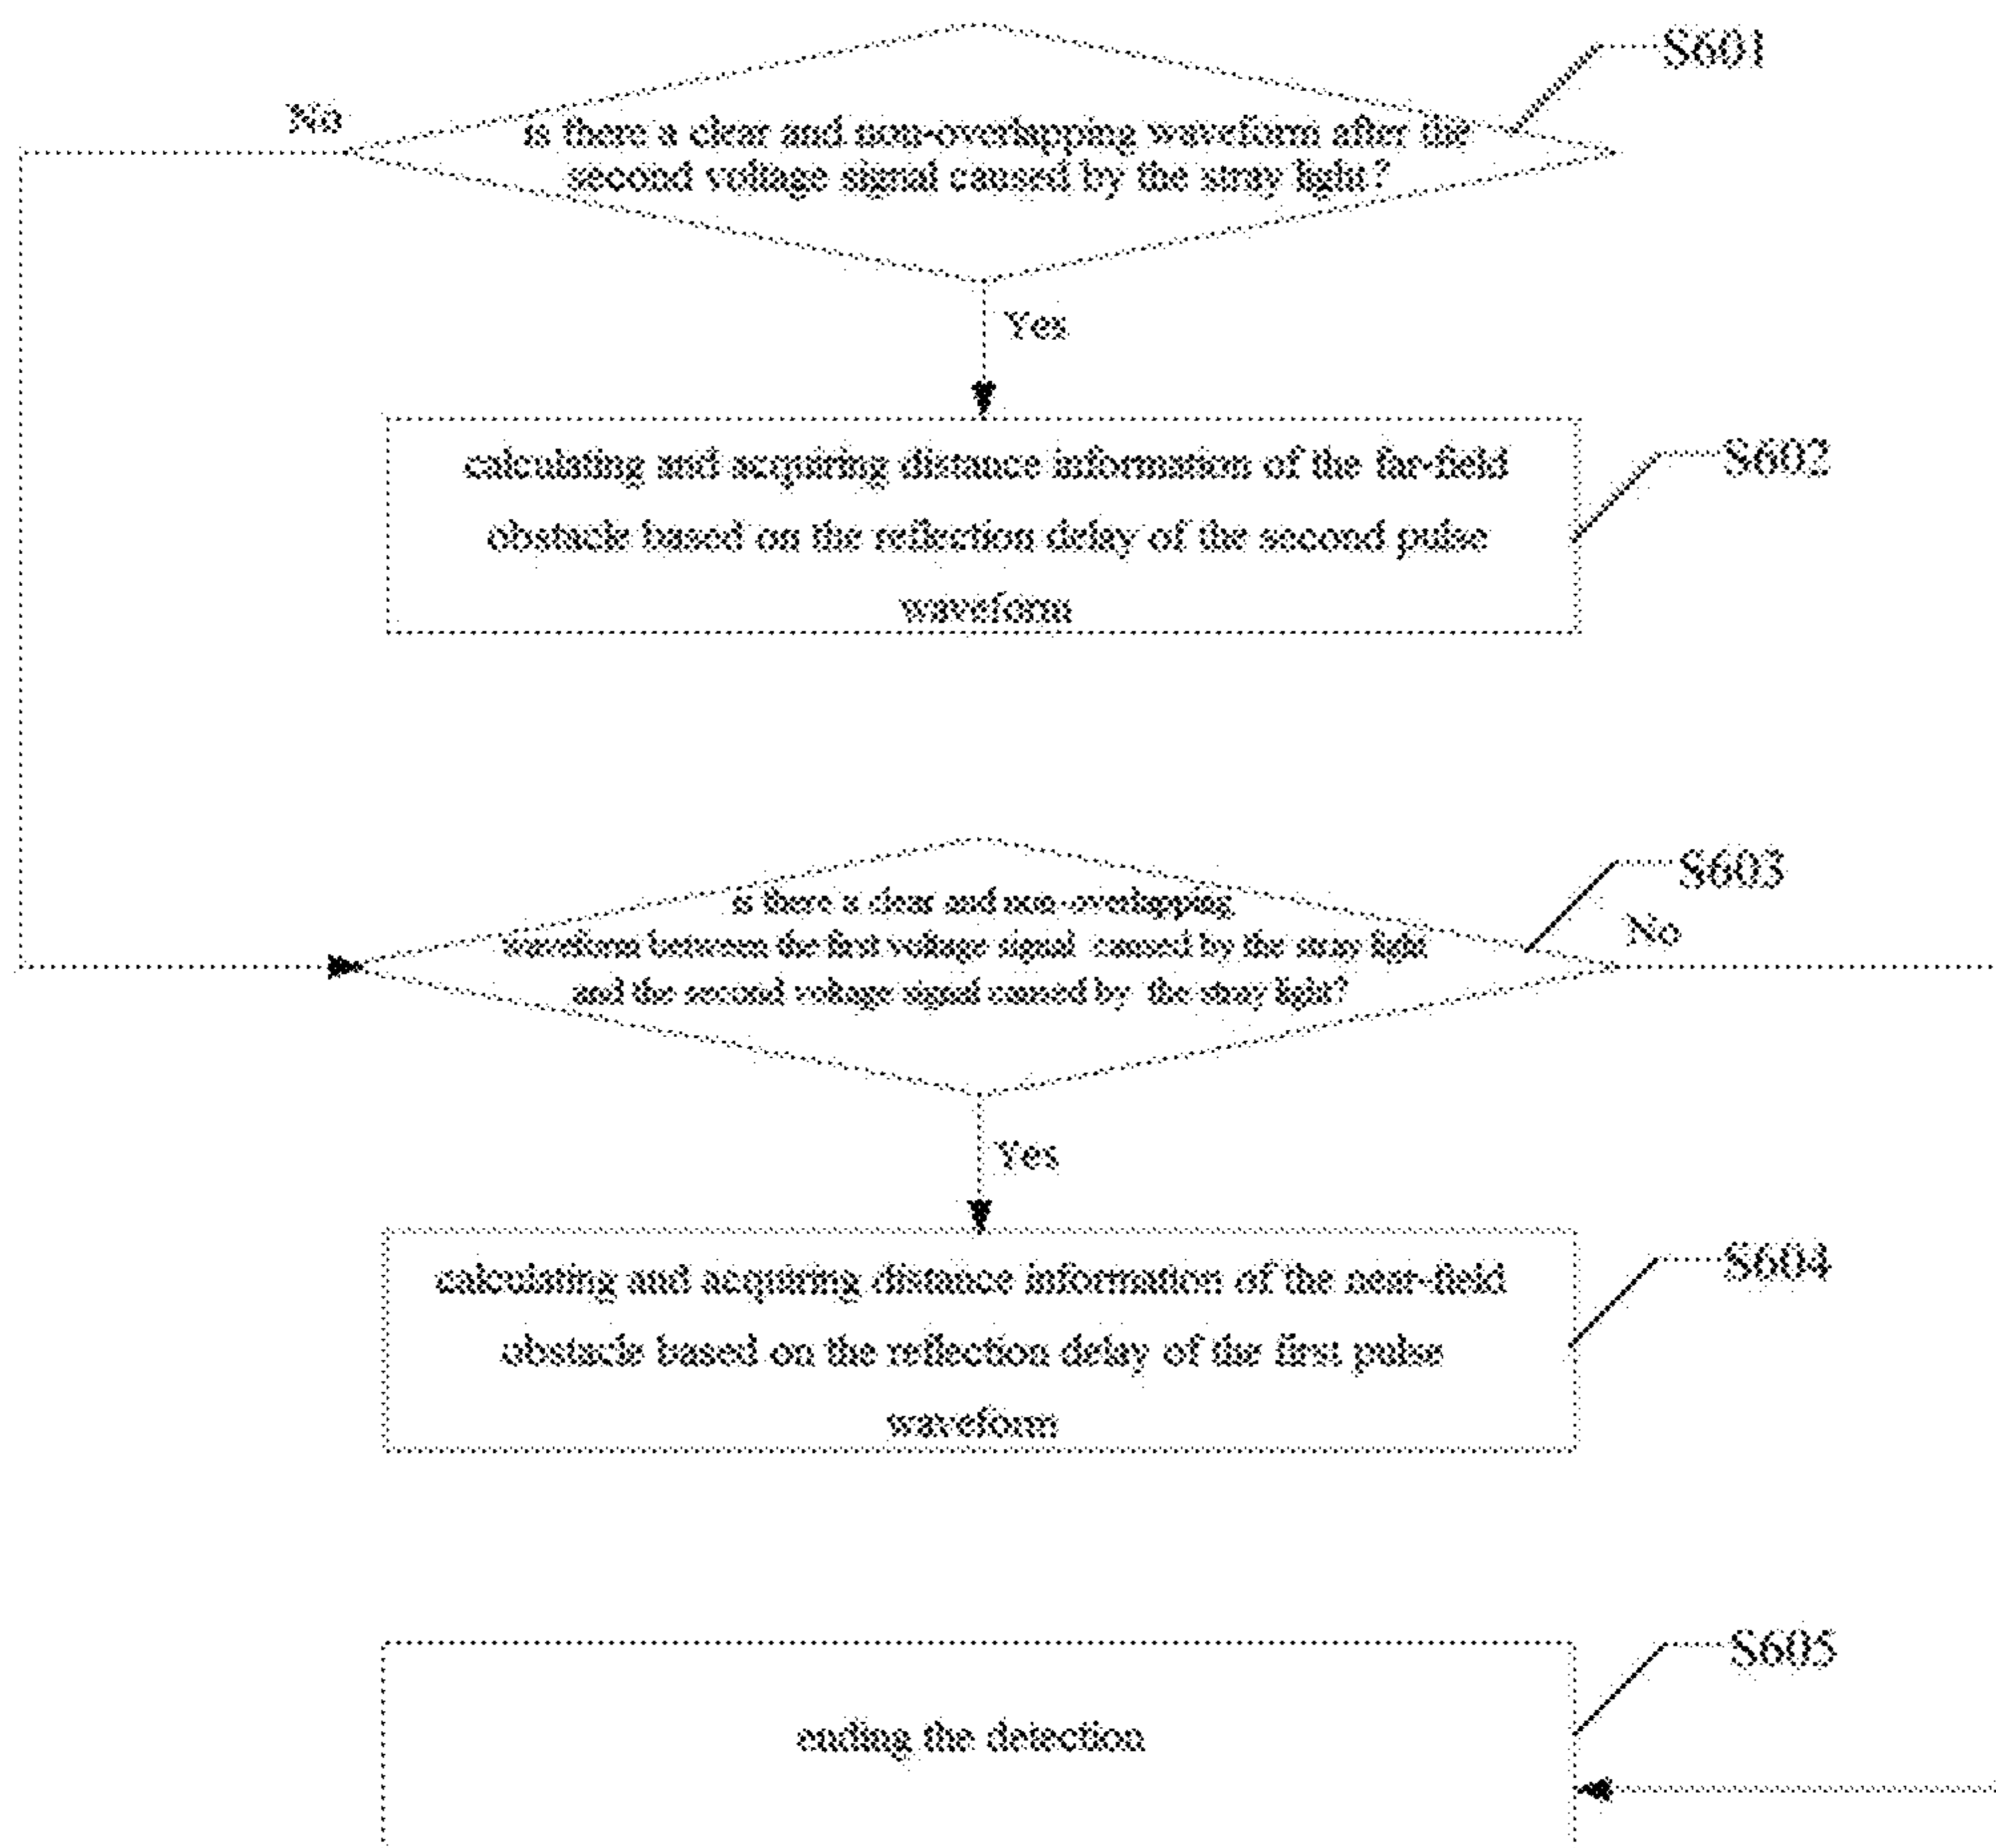 S601
No
is there a clear and non-overlapping waveform after the
second voltage signal caused by the stray light?
Yes
calculating and acquiring distance information of the far-field
obstacle based on the reflection delay of the second pulse
waveform
S602
S603
No
is there a clear and non-overlapping
waveform between the first voltage signal caused by the stray light
and the second voltage signal caused by the stray light?
Yes
calculating and acquiring distance information of the near-field
obstacle based on the reflection delay of the first pulse
waveform
S604
S605
ending the detection